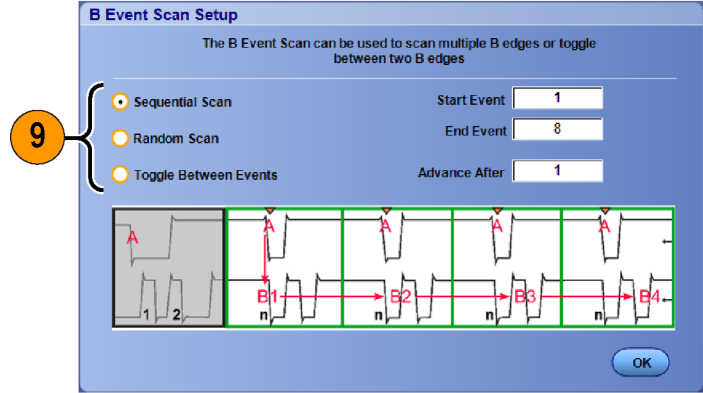 B Event Scan Setup
The B Event Scan can be used to scan multiple B edges or toggle
between two B edges
9
Sequential Scan
Random Scan
Toggle Between Events
Start Event 1
End Event 8
Advance After 1
A A A A A
B1 B2 B3 B4
1 2 n n n n
OK